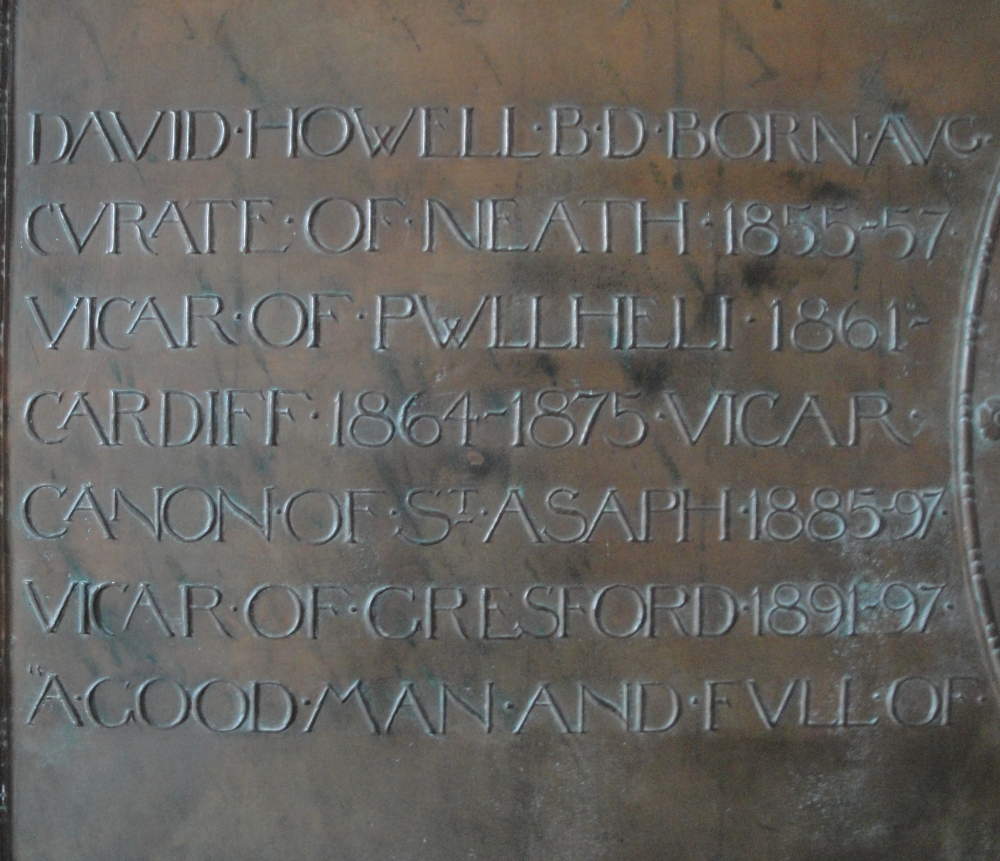 DAVID·HOWELL·B·D·BORN·AVG·
CVRATE·OF·NEATH·1855-57·
VICAR·OF·PWLLHELI·1861-
CARDIFF·1864-1875·VICAR·
CANON·OF·ST·ASAPH·1885-97·
VICAR·OF·GRESFORD·1891-97·
"A·GOOD·MAN·AND·FVLL·OF·